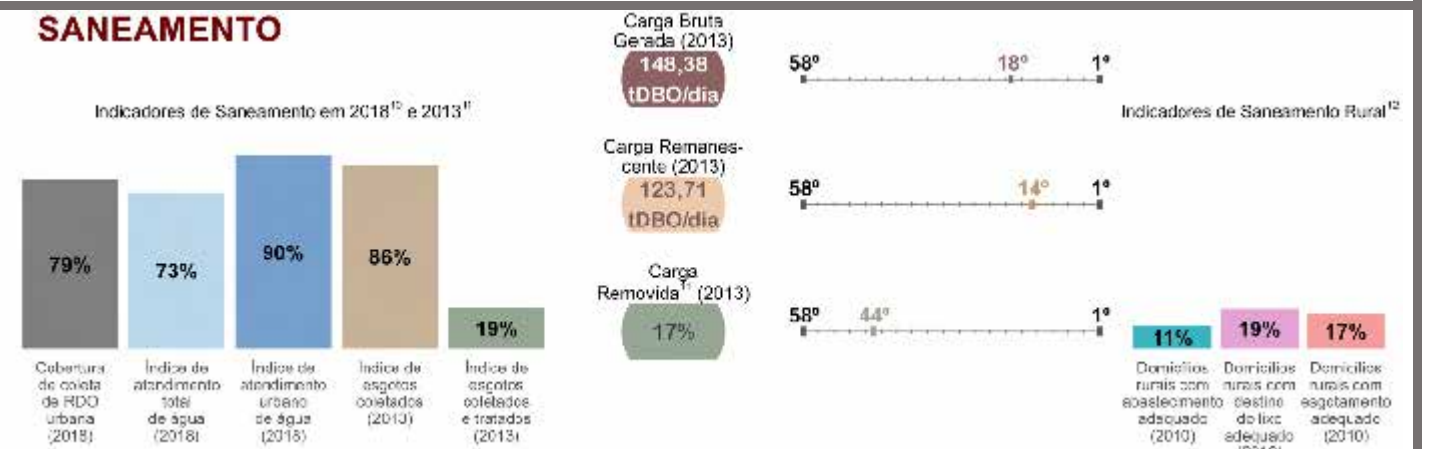 SANEAMENTO
Indicadores de Saneamento em 2018¹⁰ e 2013¹¹
79%
73%
90%
86%
19%
Cobertura
de coleta
de RDO
urbana
(2018)
Índice de
atendimento
total
de água
(2018)
Índice de
atendimento
urbano
de água
(2018)
Índice de
esgotos
coletados
(2013)
Índice de
esgotos
coletados
e tratados
(2013)
Carga Bruta
Gerada (2013)
148,38
tDBO/dia
58º
18º
1º
Carga Remanes-
cente (2013)
123,71
tDBO/dia
58º
14º
1º
Carga
Removida¹¹ (2013)
17%
58º
44º
1º
Indicadores de Saneamento Rural¹²
11%
19%
17%
Domicílios
rurais com
abastecimento
adequado
(2010)
Domicílios
rurais com
destino
do lixo
adequado
Domicílios
rurais com
esgotamento
adequado
(2010)